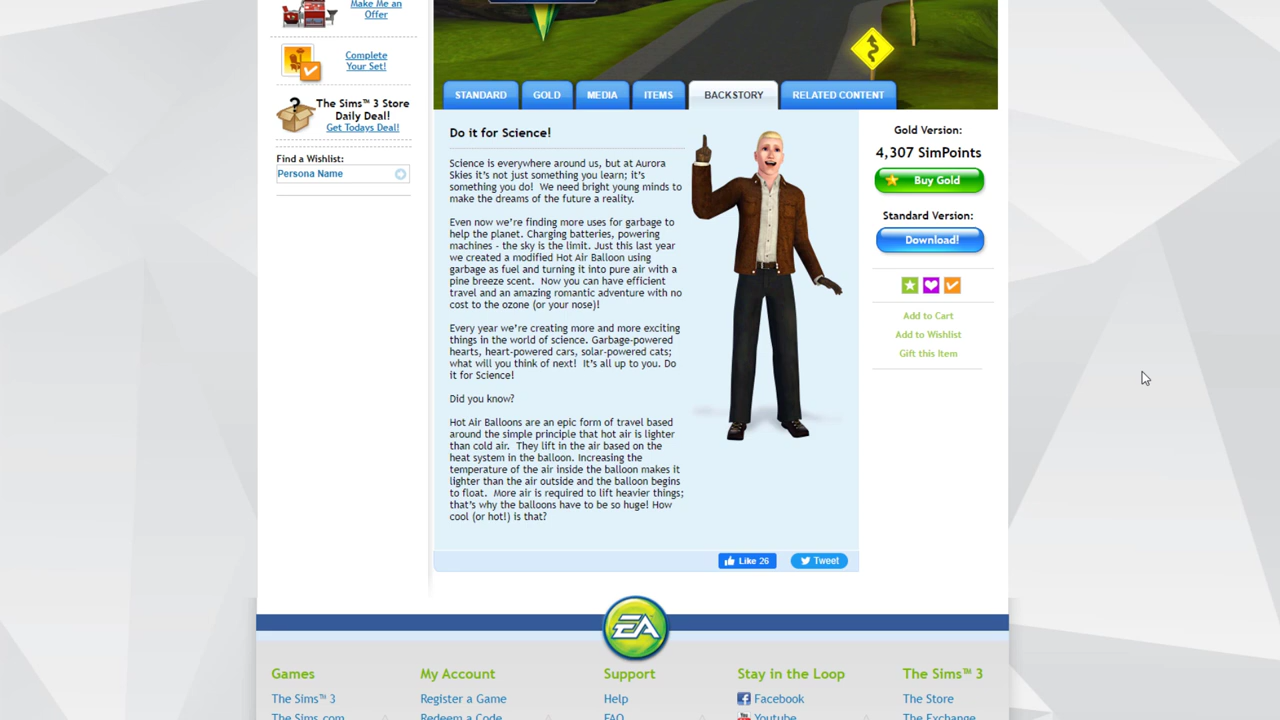 Make Me an
Offer
Complete
Your Set!
The Sims™ 3 Store
Daily Deal!
Get Todays Deal!
Find a Wishlist:
Persona Name
STANDARD
GOLD
MEDIA
ITEMS
BACKSTORY
RELATED CONTENT
Do it for Science!
Science is everywhere around us, but at Aurora
Skies it's not just something you learn; it's
something you do! We need bright young minds to
make the dreams of the future a reality.
Even now we're finding more uses for garbage to
help the planet. Charging batteries, powering
machines - the sky is the limit. Just this last year
we created a modified Hot Air Balloon using
garbage as fuel and turning it into pure air with a
pine breeze scent. Now you can have efficient
travel and an amazing romantic adventure with no
cost to the ozone (or your nose)!
Every year we're creating more and more exciting
things in the world of science. Garbage-powered
hearts, heart-powered cars, solar-powered cats;
what will you think of next! It's all up to you. Do
it for Science!
Did you know?
Hot Air Balloons are an epic form of travel based
around the simple principle that hot air is lighter
than cold air. They lift in the air based on the
heat system in the balloon. Increasing the
temperature of the air inside the balloon makes it
lighter than the air outside and the balloon begins
to float. More air is required to lift heavier things;
that's why the balloons have to be so huge! How
cool (or hot!) is that?
Gold Version:
4,307 SimPoints
Buy Gold
Standard Version:
Download!
Add to Cart
Add to Wishlist
Gift this Item
Like 26
Tweet
EA
Games
The Sims™ 3
The Sims.com
My Account
Register a Game
Redeem a Code
Support
Help
FAQ
Stay in the Loop
Facebook
Youtube
The Sims™ 3
The Store
The Exchange